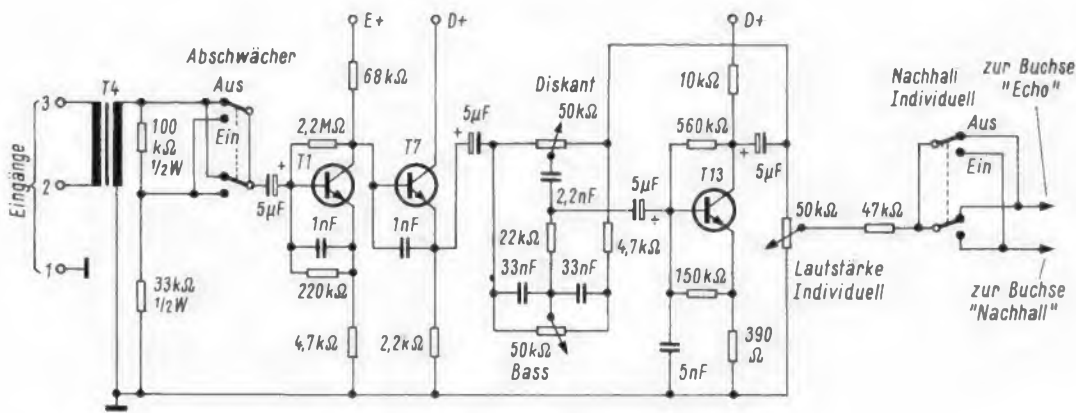 E+
D+
D+
Abschwächer
Aus
Ein
Eingänge
3
2
1
T4
100
kΩ
1/2W
33kΩ
1/2W
5µF
+
68kΩ
2,2MΩ
T1
1nF
220kΩ
4,7kΩ
T7
1nF
2,2kΩ
5µF
+
Diskant
50kΩ
2,2nF
22kΩ
33nF
33nF
4,7kΩ
50kΩ
Bass
5µF
+
10kΩ
560kΩ
T13
150kΩ
5nF
390
Ω
+
5µF
50kΩ
Lautstärke
Individuell
47kΩ
Nachhall
Individuell
Aus
Ein
zur Buchse
"Echo"
zur Buchse
"Nachhall"